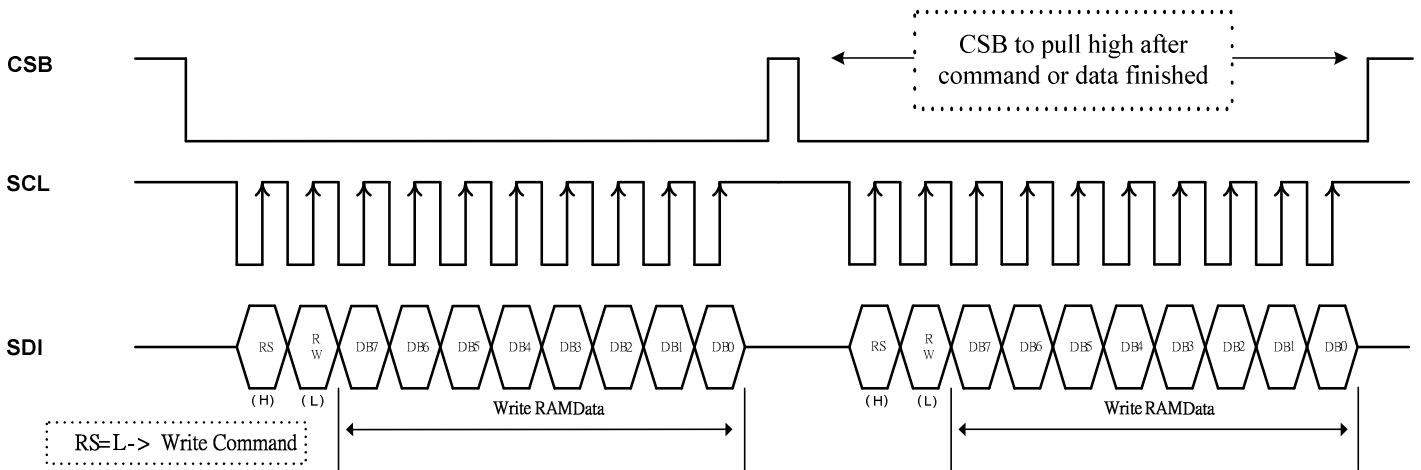 CSB
CSB to pull high after
command or data finished
SCL
SDI
RS
R
W
DB7
DB6
DB5
DB4
DB3
DB2
DB1
DB0
RS
R
W
DB7
DB6
DB5
DB4
DB3
DB2
DB1
DB0
(H)
(L)
Write RAMData
(H)
(L)
Write RAMData
RS=L-> Write Command